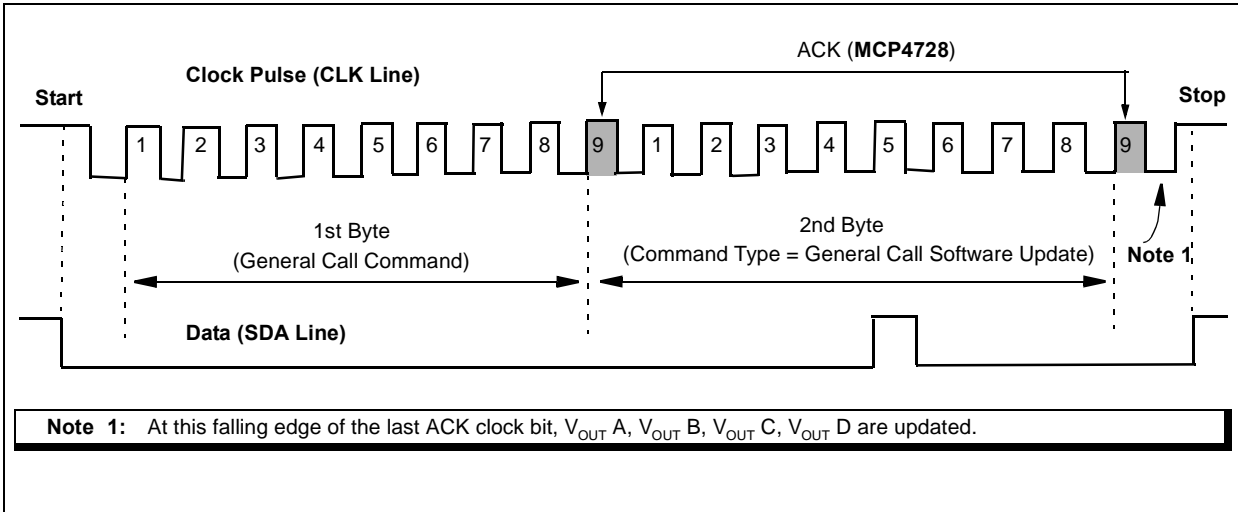 ACK (MCP4728)
Clock Pulse (CLK Line)
Start
Stop
1 2 3 4 5 6 7 8 9 1 2 3 4 5 6 7 8 9
1st Byte
(General Call Command)
2nd Byte
(Command Type = General Call Software Update)
Note 1
Data (SDA Line)
Note 1: At this falling edge of the last ACK clock bit, VOUT A, VOUT B, VOUT C, VOUT D are updated.